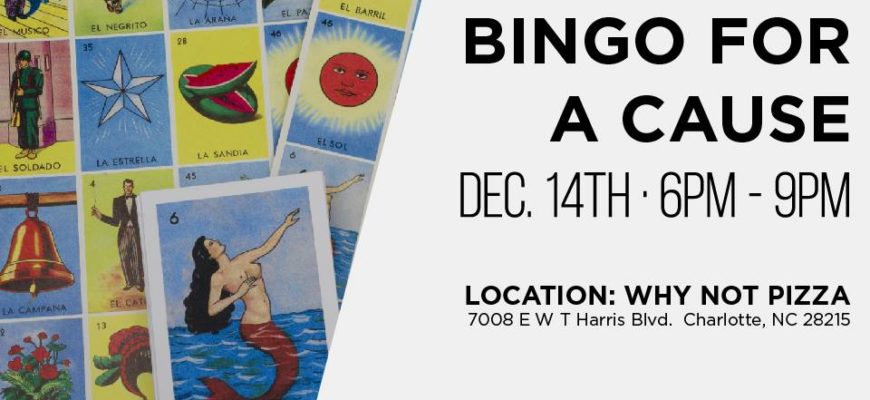 EL MUSICO
EL NEGRITO
LA ARAÑA
EL BARRIL
46
35
LA ESTRELLA
28
LA SANDIA
46
EL SOL
EL SOLDADO
4
6
6
LA CAMPANA
13
BINGO FOR
A CAUSE
DEC. 14TH · 6PM - 9PM
LOCATION: WHY NOT PIZZA
7008 E W T Harris Blvd. Charlotte, NC 28215